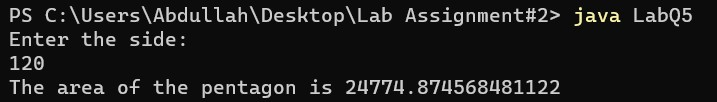 PS C:\Users\Abdullah\Desktop\Lab Assignment#2> java LabQ5
Enter the side:
120
The area of the pentagon is 24774.874568481122